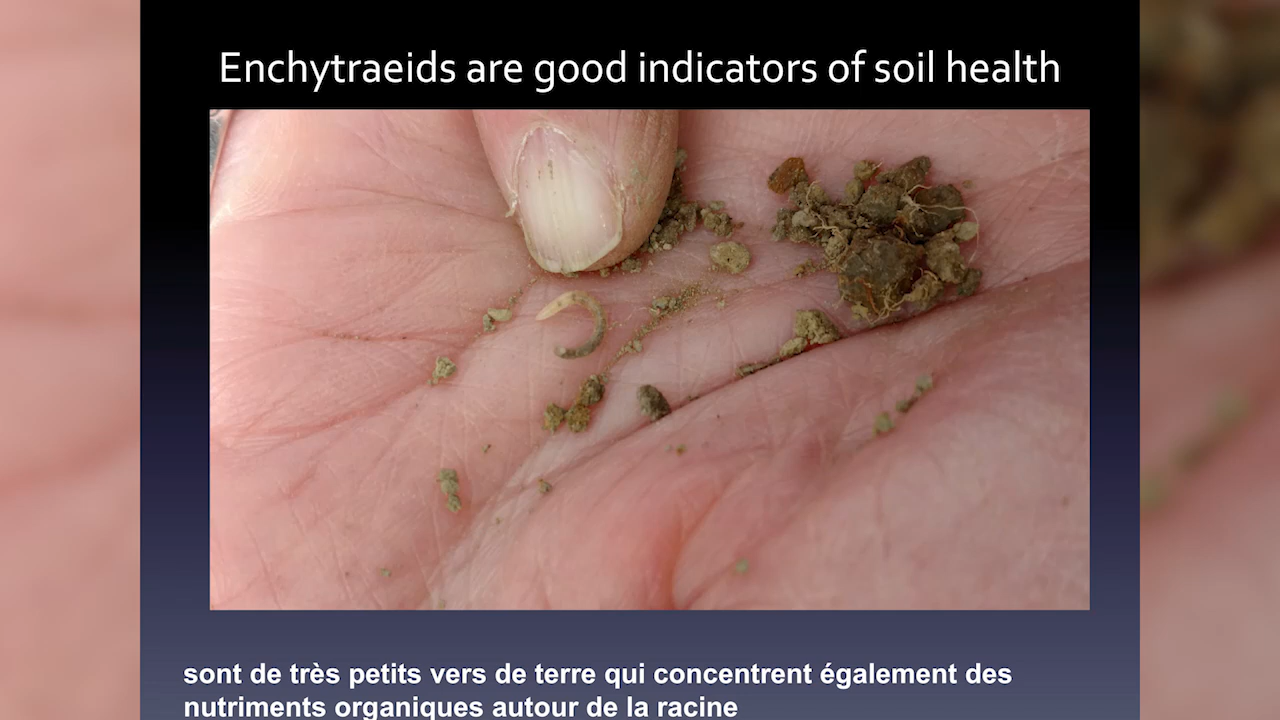 Enchytraeids are good indicators of soil health
sont de très petits vers de terre qui concentrent également des
nutriments organiques autour de la racine